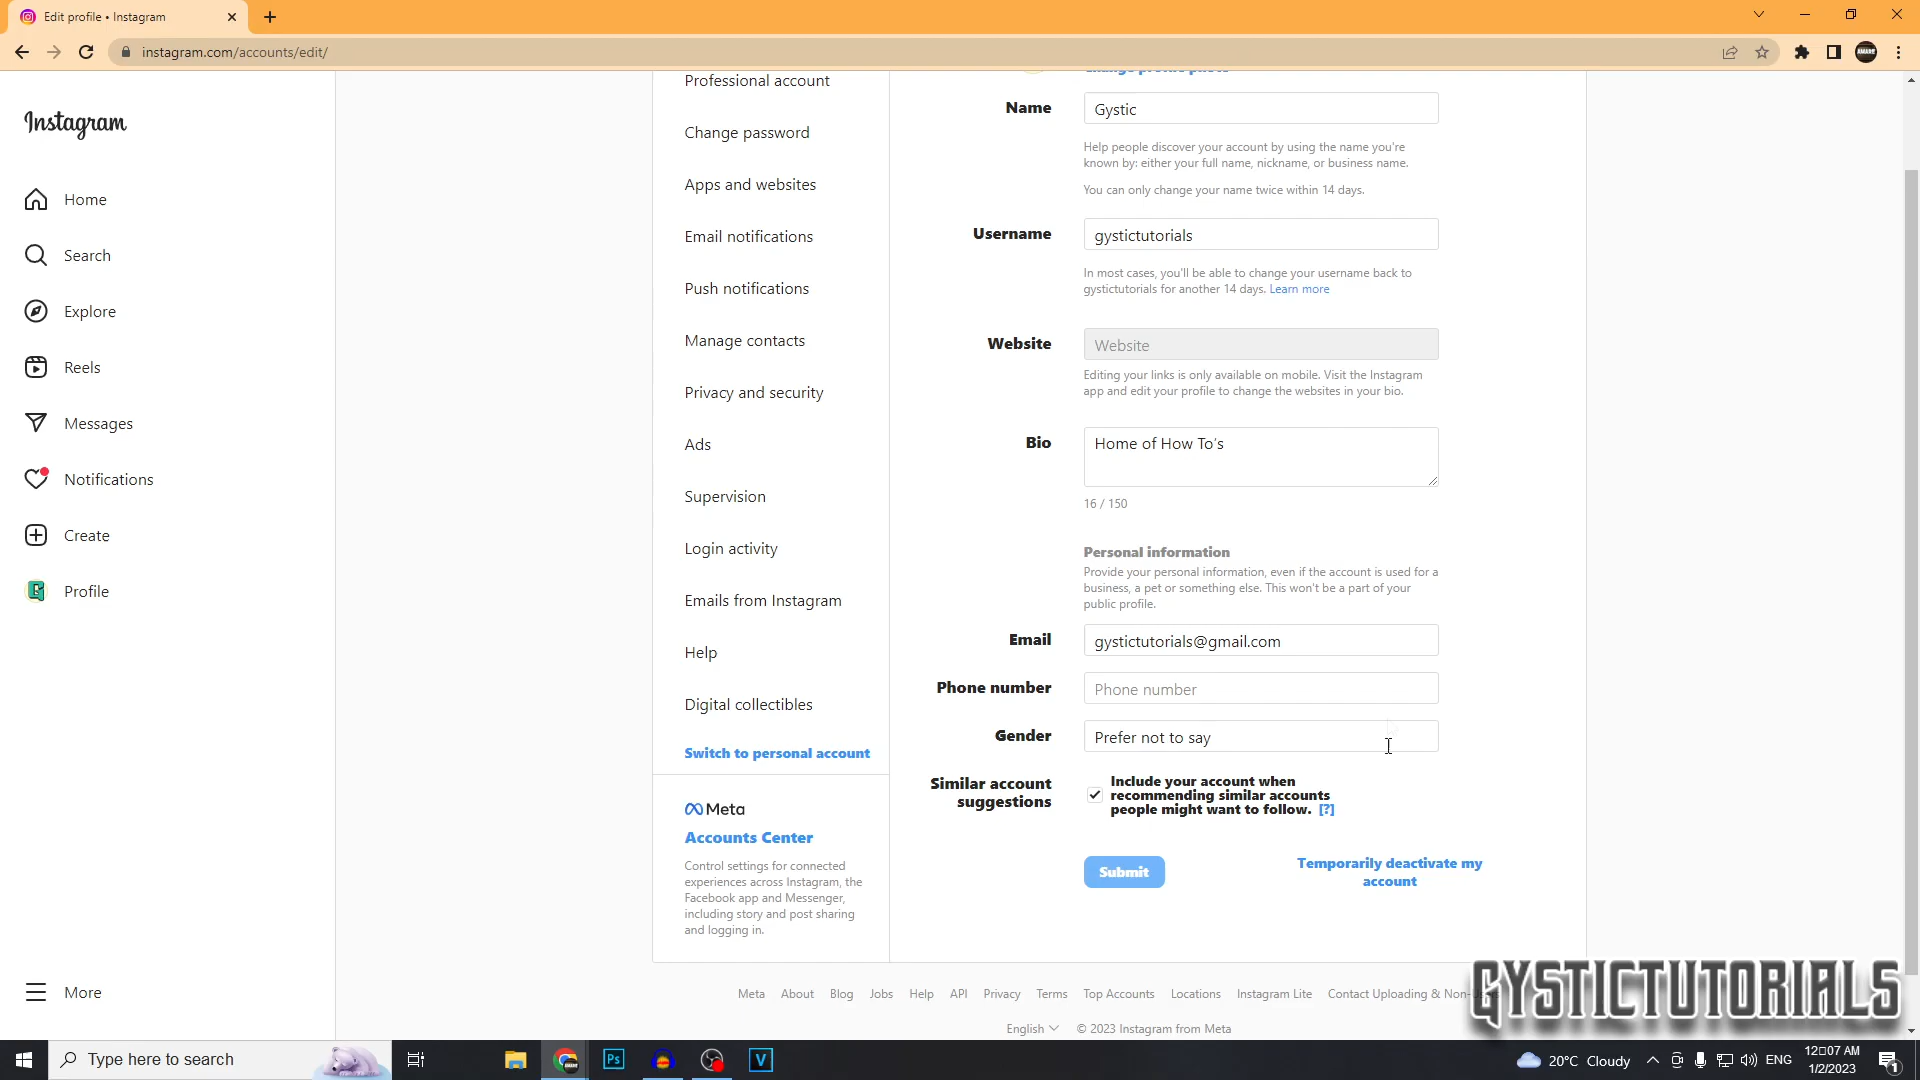 Edit profile • Instagram
instagram.com/accounts/edit/
Instagram
Home
Search
Explore
Reels
Messages
Notifications
Create
Profile
More
Professional account
Change password
Apps and websites
Email notifications
Push notifications
Manage contacts
Privacy and security
Ads
Supervision
Login activity
Emails from Instagram
Help
Digital collectibles
Switch to personal account
Meta
Accounts Center
Control settings for connected
experiences across Instagram, the
Facebook app and Messenger,
including story and post sharing
and logging in.
Name
Gystic
Help people discover your account by using the name you're
known by: either your full name, nickname, or business name.
You can only change your name twice within 14 days.
Username
gystictutorials
In most cases, you'll be able to change your username back to
gystictutorials for another 14 days. Learn more
Website
Website
Editing your links is only available on mobile. Visit the Instagram
app and edit your profile to change the websites in your bio.
Bio
Home of How To's
16 / 150
Personal information
Provide your personal information, even if the account is used for a
business, a pet or something else. This won't be a part of your
public profile.
Email
gystictutorials@gmail.com
Phone number
Phone number
Gender
Prefer not to say
Similar account
suggestions
Include your account when
recommending similar accounts
people might want to follow. [?]
Submit
Temporarily deactivate my
account
Meta About Blog Jobs Help API Privacy Terms Top Accounts Locations Instagram Lite Contact Uploading &
English
© 2023 Instagram from Meta
GYSTICTUTORIALS
Type here to search
Ps
V
20°C Cloudy
ENG
12:07 AM
1/2/2023
1